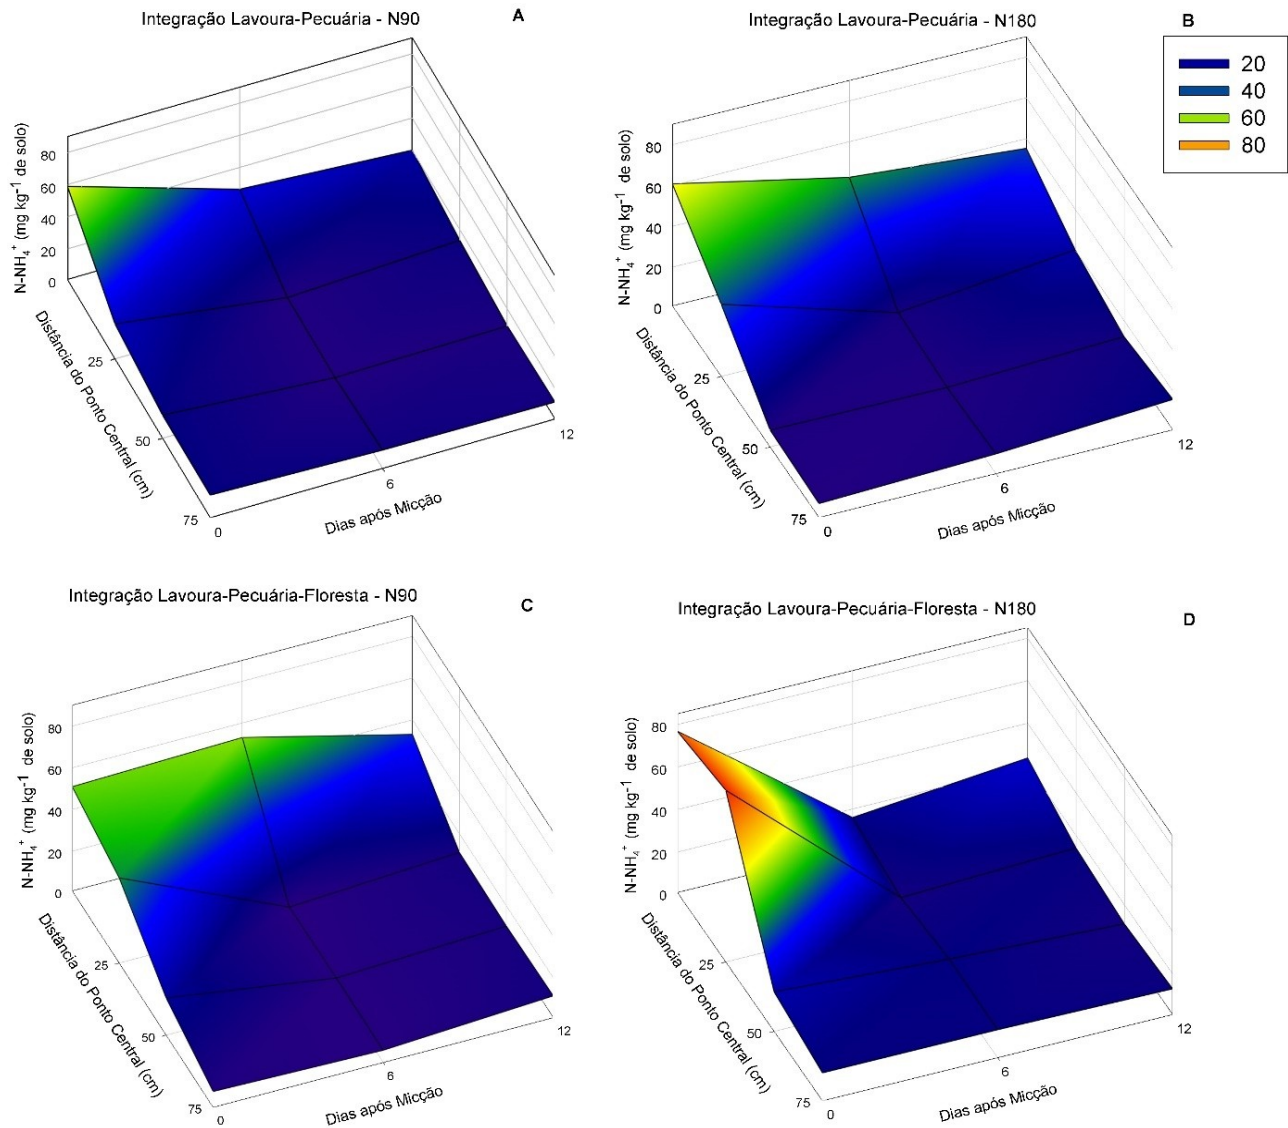 Integração Lavoura-Pecuária - N90
A
N-NH₄⁺ (mg kg⁻¹ de solo)
80
60
40
20
0
Distância do Ponto Central (cm)
25
50
75
0
6
12
Dias após Micção
Integração Lavoura-Pecuária - N180
B
20
40
60
80
N-NH₄⁺ (mg kg⁻¹ de solo)
80
60
40
20
0
Distância do Ponto Central (cm)
25
50
75
0
6
12
Dias após Micção
Integração Lavoura-Pecuária-Floresta - N90
C
N-NH₄⁺ (mg kg⁻¹ de solo)
80
60
40
20
0
Distância do Ponto Central (cm)
25
50
75
0
6
12
Dias após Micção
Integração Lavoura-Pecuária-Floresta - N180
D
N-NH₄⁺ (mg kg⁻¹ de solo)
80
60
40
20
0
Distância do Ponto Central (cm)
25
50
75
0
6
12
Dias após Micção